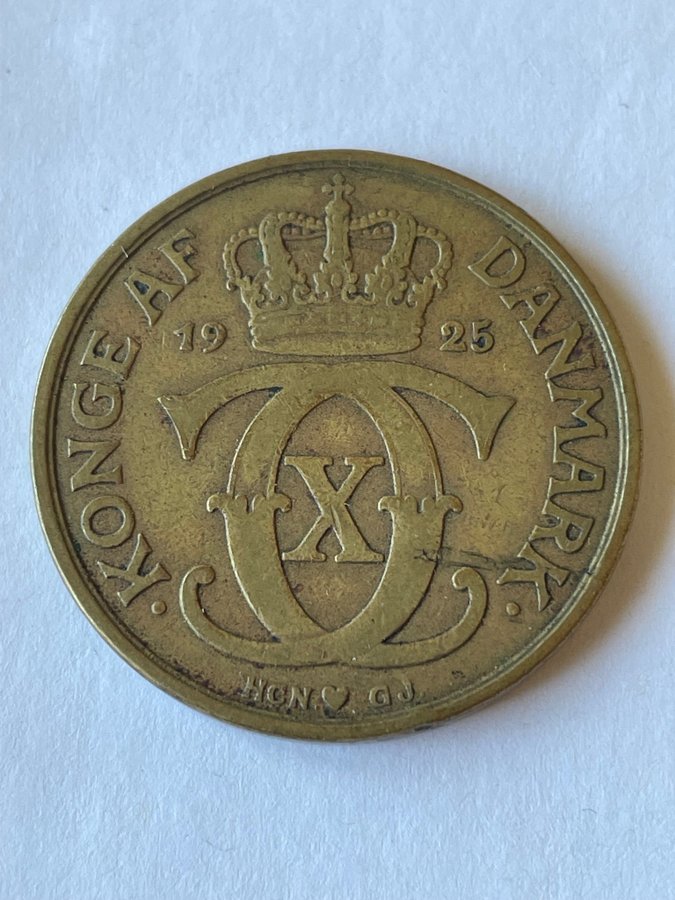 · KONGE AF DANMARK ·
19 25
X
HCN ♥ GJ